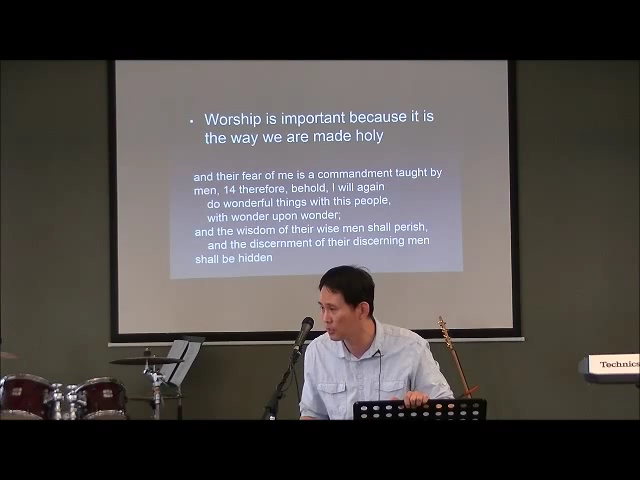 • Worship is important because it is
the way we are made holy
and their fear of me is a commandment taught by
men, 14 therefore, behold, I will again
do wonderful things with this people,
with wonder upon wonder;
and the wisdom of their wise men shall perish,
and the discernment of their discerning men
shall be hidden
Technics